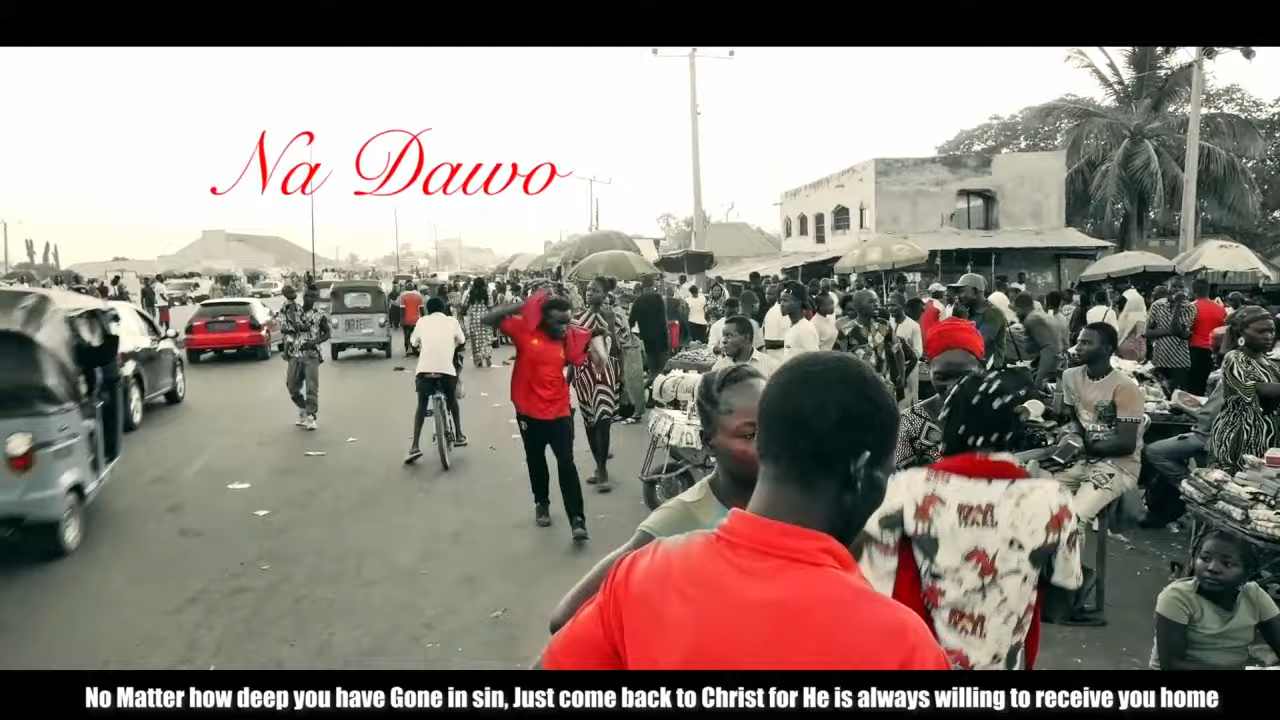 Na Dawo
No Matter how deep you have Gone in sin, Just come back to Christ for He is always willing to receive you home